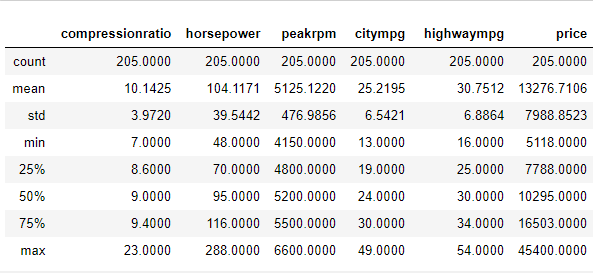 compressionratio horsepower peakrpm citympg highwaympg price
count 205.0000 205.0000 205.0000 205.0000 205.0000 205.0000
mean 10.1425 104.1171 5125.1220 25.2195 30.7512 13276.7106
std 3.9720 39.5442 476.9856 6.5421 6.8864 7988.8523
min 7.0000 48.0000 4150.0000 13.0000 16.0000 5118.0000
25% 8.6000 70.0000 4800.0000 19.0000 25.0000 7788.0000
50% 9.0000 95.0000 5200.0000 24.0000 30.0000 10295.0000
75% 9.4000 116.0000 5500.0000 30.0000 34.0000 16503.0000
max 23.0000 288.0000 6600.0000 49.0000 54.0000 45400.0000